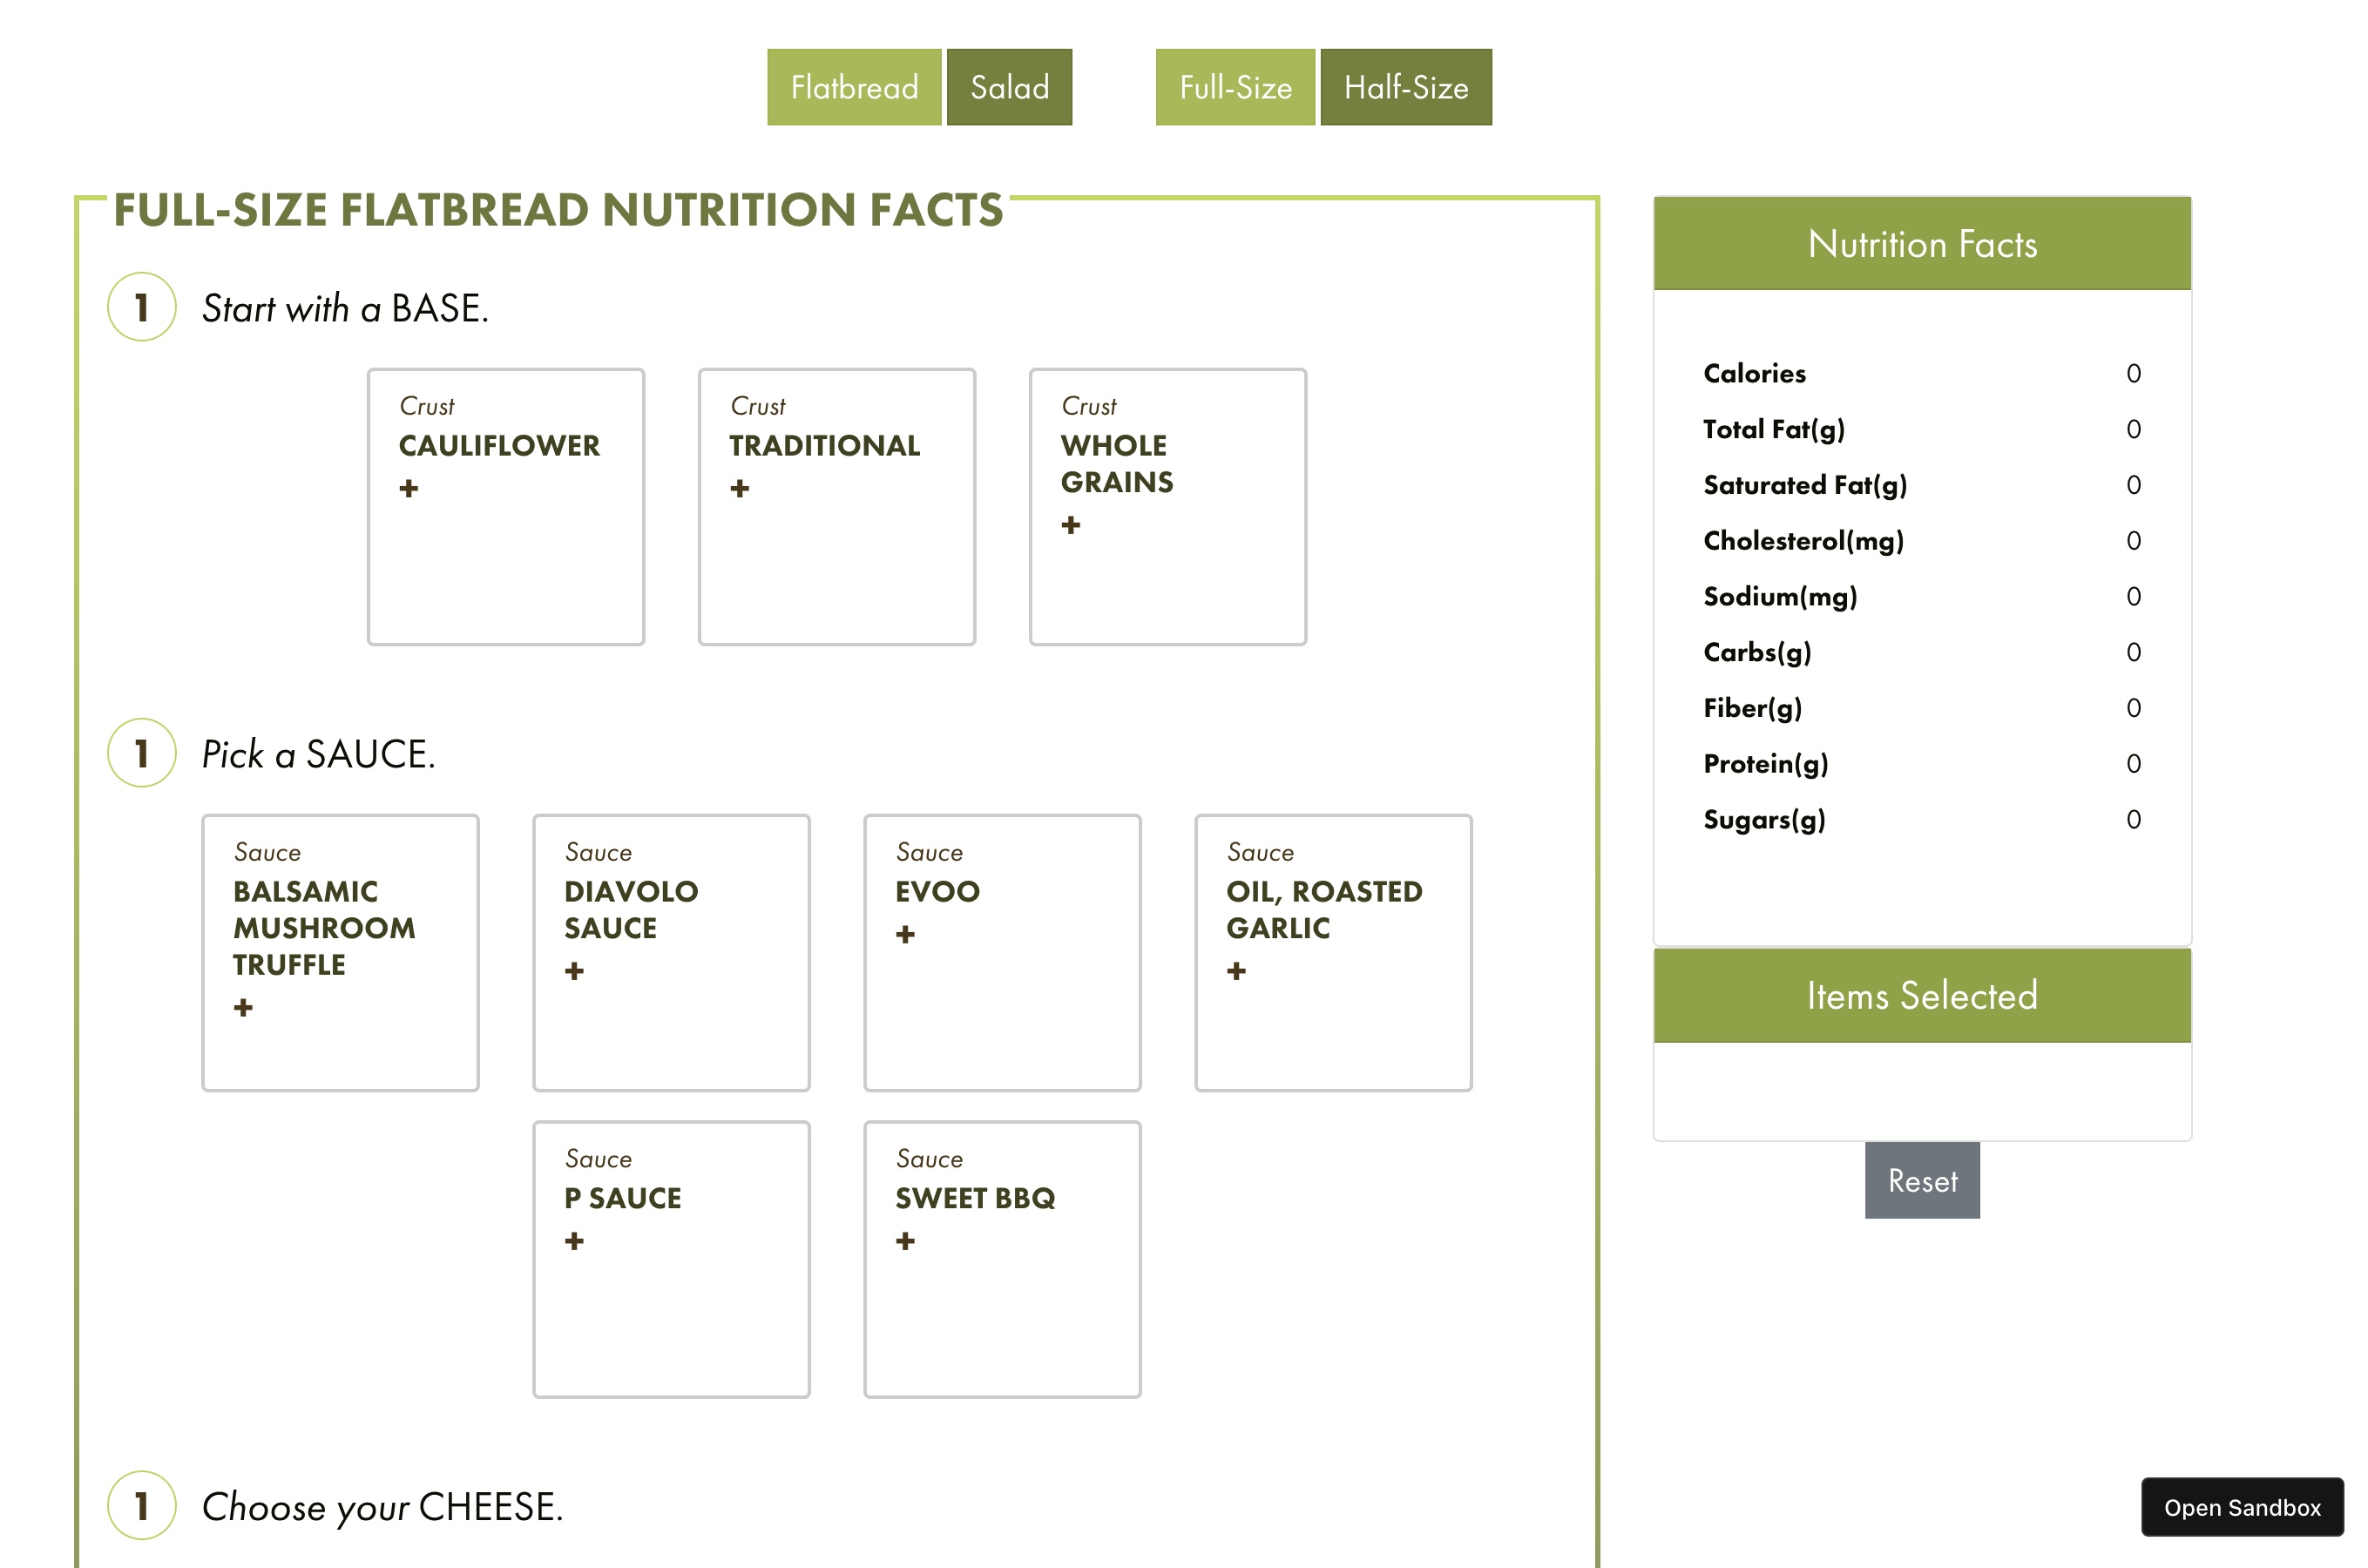 Flatbread Salad Full-Size Half-Size
FULL-SIZE FLATBREAD NUTRITION FACTS
1 Start with a BASE.
Crust
CAULIFLOWER
+
Crust
TRADITIONAL
+
Crust
WHOLE
GRAINS
+
1 Pick a SAUCE.
Sauce
BALSAMIC
MUSHROOM
TRUFFLE
+
Sauce
DIAVOLO
SAUCE
+
Sauce
EVOO
+
Sauce
OIL, ROASTED
GARLIC
+
Sauce
P SAUCE
+
Sauce
SWEET BBQ
+
1 Choose your CHEESE.
Nutrition Facts
Calories 0
Total Fat(g) 0
Saturated Fat(g) 0
Cholesterol(mg) 0
Sodium(mg) 0
Carbs(g) 0
Fiber(g) 0
Protein(g) 0
Sugars(g) 0
Items Selected
Reset
Open Sandbox